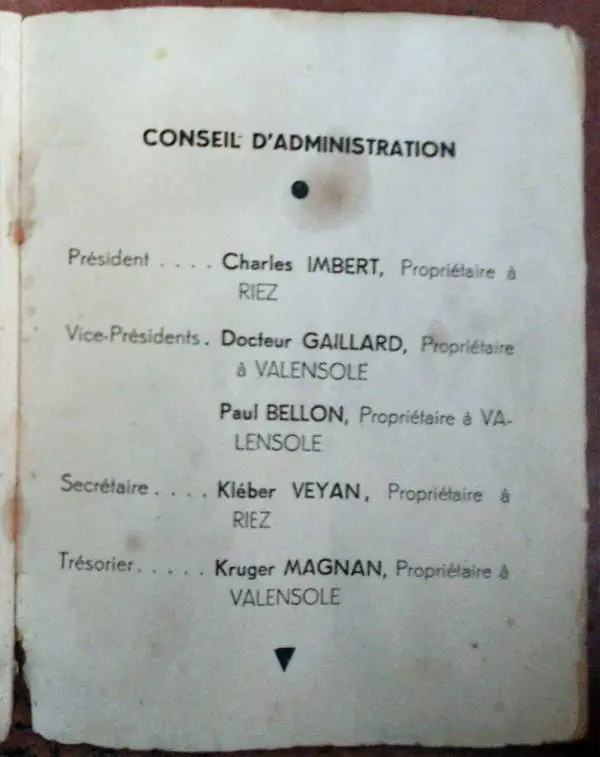 CONSEIL D'ADMINISTRATION
Président .... Charles IMBERT, Propriétaire à
RIEZ
Vice-Présidents. Docteur GAILLARD, Propriétaire
à VALENSOLE
Paul BELLON, Propriétaire à VA-
LENSOLE
Secrétaire .... Kléber VEYAN, Propriétaire à
RIEZ
Trésorier..... Kruger MAGNAN, Propriétaire à
VALENSOLE